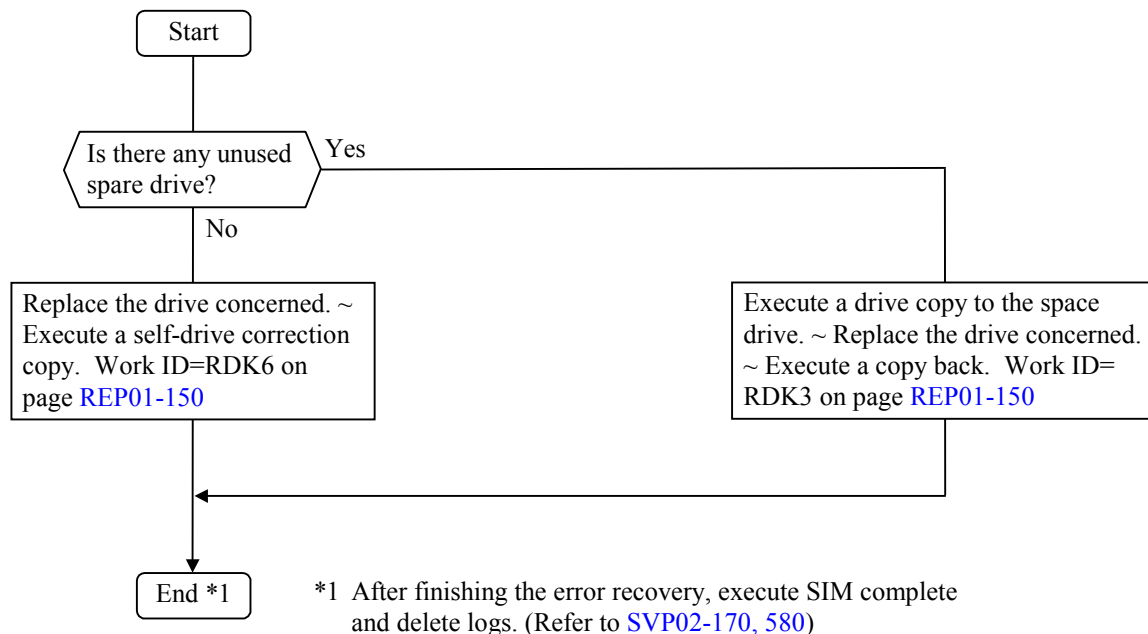 Start
Is there any unused
spare drive?
Yes
No
Replace the drive concerned. ~
Execute a self-drive correction
copy. Work ID=RDK6 on
page REP01-150
Execute a drive copy to the space
drive. ~ Replace the drive concerned.
~ Execute a copy back. Work ID=
RDK3 on page REP01-150
End *1
*1 After finishing the error recovery, execute SIM complete
and delete logs. (Refer to SVP02-170, 580)